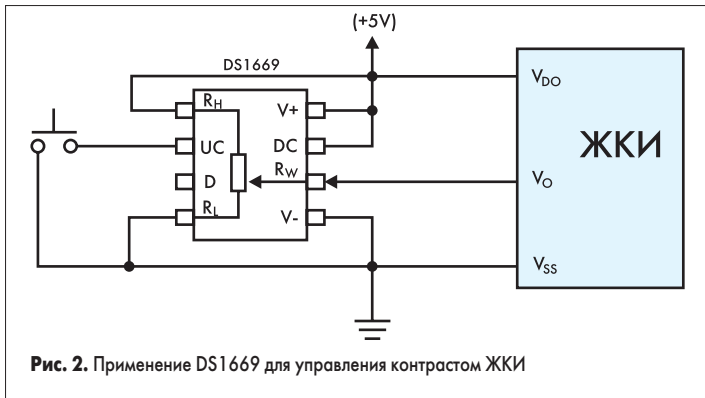 (+5V)
DS1669
RH
V+
VDO
UC
DC
ЖКИ
D
RW
VO
RL
V-
VSS
Рис. 2. Применение DS1669 для управления контрастом ЖКИ